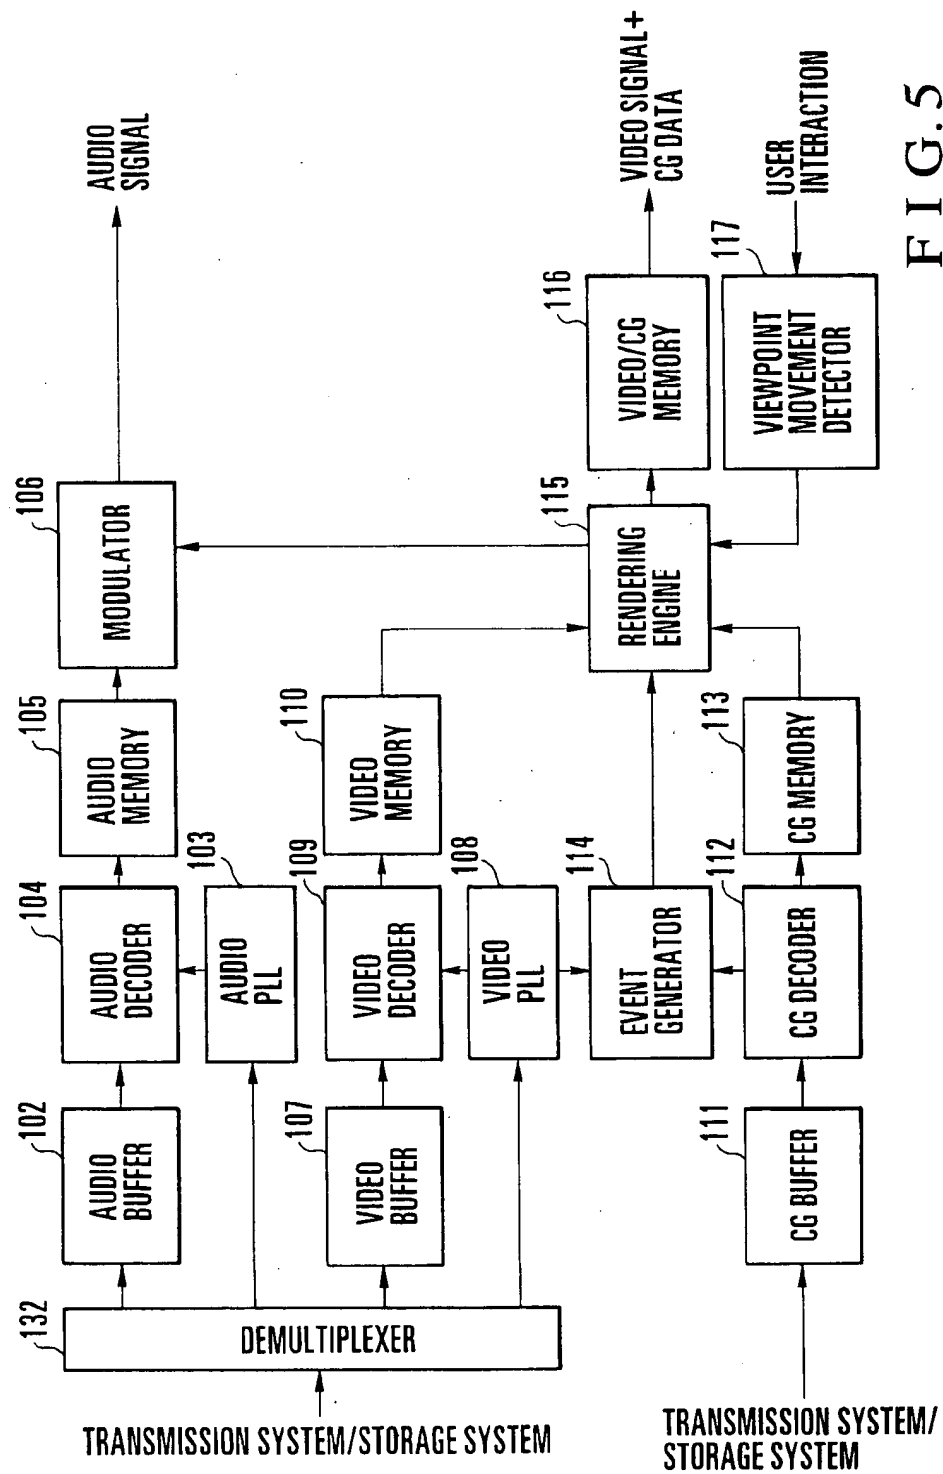 AUDIO
SIGNAL
VIDEO SIGNAL+
CG DATA
USER
INTERACTION
106
MODULATOR
116
VIDEO/CG
MEMORY
117
VIEWPOINT
MOVEMENT
DETECTOR
115
RENDERING
ENGINE
105
AUDIO
MEMORY
110
VIDEO
MEMORY
113
CG MEMORY
104
AUDIO
DECODER
103
AUDIO
PLL
109
VIDEO
DECODER
108
VIDEO
PLL
114
EVENT
GENERATOR
112
CG DECODER
102
AUDIO
BUFFER
107
VIDEO
BUFFER
111
CG BUFFER
132
DEMULTIPLEXER
TRANSMISSION SYSTEM/STORAGE SYSTEM
TRANSMISSION SYSTEM/
STORAGE SYSTEM
FIG.5